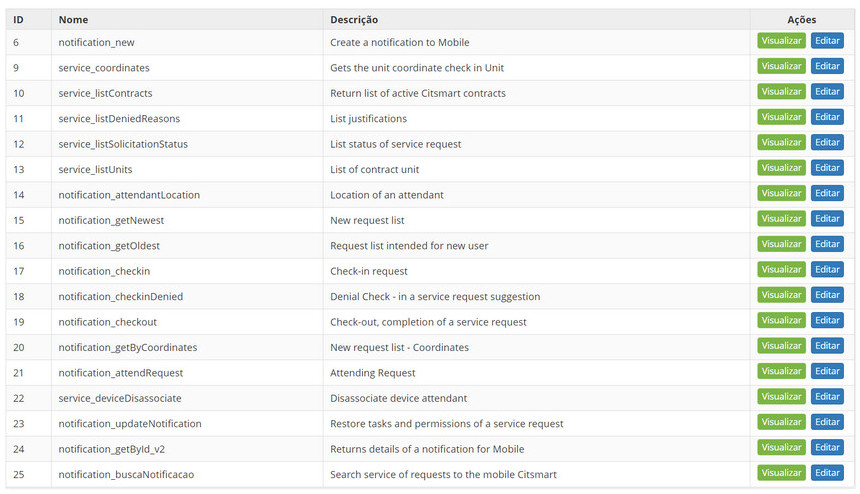 ID Nome Descrição Ações
6 notification_new Create a notification to Mobile Visualizar Editar
9 service_coordinates Gets the unit coordinate check in Unit Visualizar Editar
10 service_listContracts Return list of active Citsmart contracts Visualizar Editar
11 service_listDeniedReasons List justifications Visualizar Editar
12 service_listSolicitationStatus List status of service request Visualizar Editar
13 service_listUnits List of contract unit Visualizar Editar
14 notification_attendantLocation Location of an attendant Visualizar Editar
15 notification_getNewest New request list Visualizar Editar
16 notification_getOldest Request list intended for new user Visualizar Editar
17 notification_checkin Check-in request Visualizar Editar
18 notification_checkinDenied Denial Check - in a service request suggestion Visualizar Editar
19 notification_checkout Check-out, completion of a service request Visualizar Editar
20 notification_getByCoordinates New request list - Coordinates Visualizar Editar
21 notification_attendRequest Attending Request Visualizar Editar
22 service_deviceDisassociate Disassociate device attendant Visualizar Editar
23 notification_updateNotification Restore tasks and permissions of a service request Visualizar Editar
24 notification_getById_v2 Returns details of a notification for Mobile Visualizar Editar
25 notification_buscaNotificacao Search service of requests to the mobile Citsmart Visualizar Editar